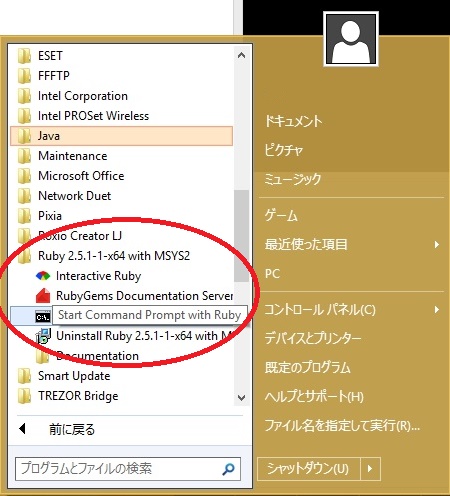 ESET
FFFTP
Intel Corporation
Intel PROSet Wireless
Java
Maintenance
Microsoft Office
Network Duet
Pixia
Roxio Creator LJ
Ruby 2.5.1-1-x64 with MSYS2
Interactive Ruby
RubyGems Documentation Server
Start Command Prompt with Ruby
Uninstall Ruby 2.5.1-1-x64 with M
Documentation
Smart Update
TREZOR Bridge
前に戻る
プログラムとファイルの検索
ドキュメント
ピクチャ
ミュージック
ゲーム
最近使った項目
PC
コントロール パネル(C)
デバイスとプリンター
既定のプログラム
ヘルプとサポート(H)
ファイル名を指定して実行(R)...
シャットダウン(U)